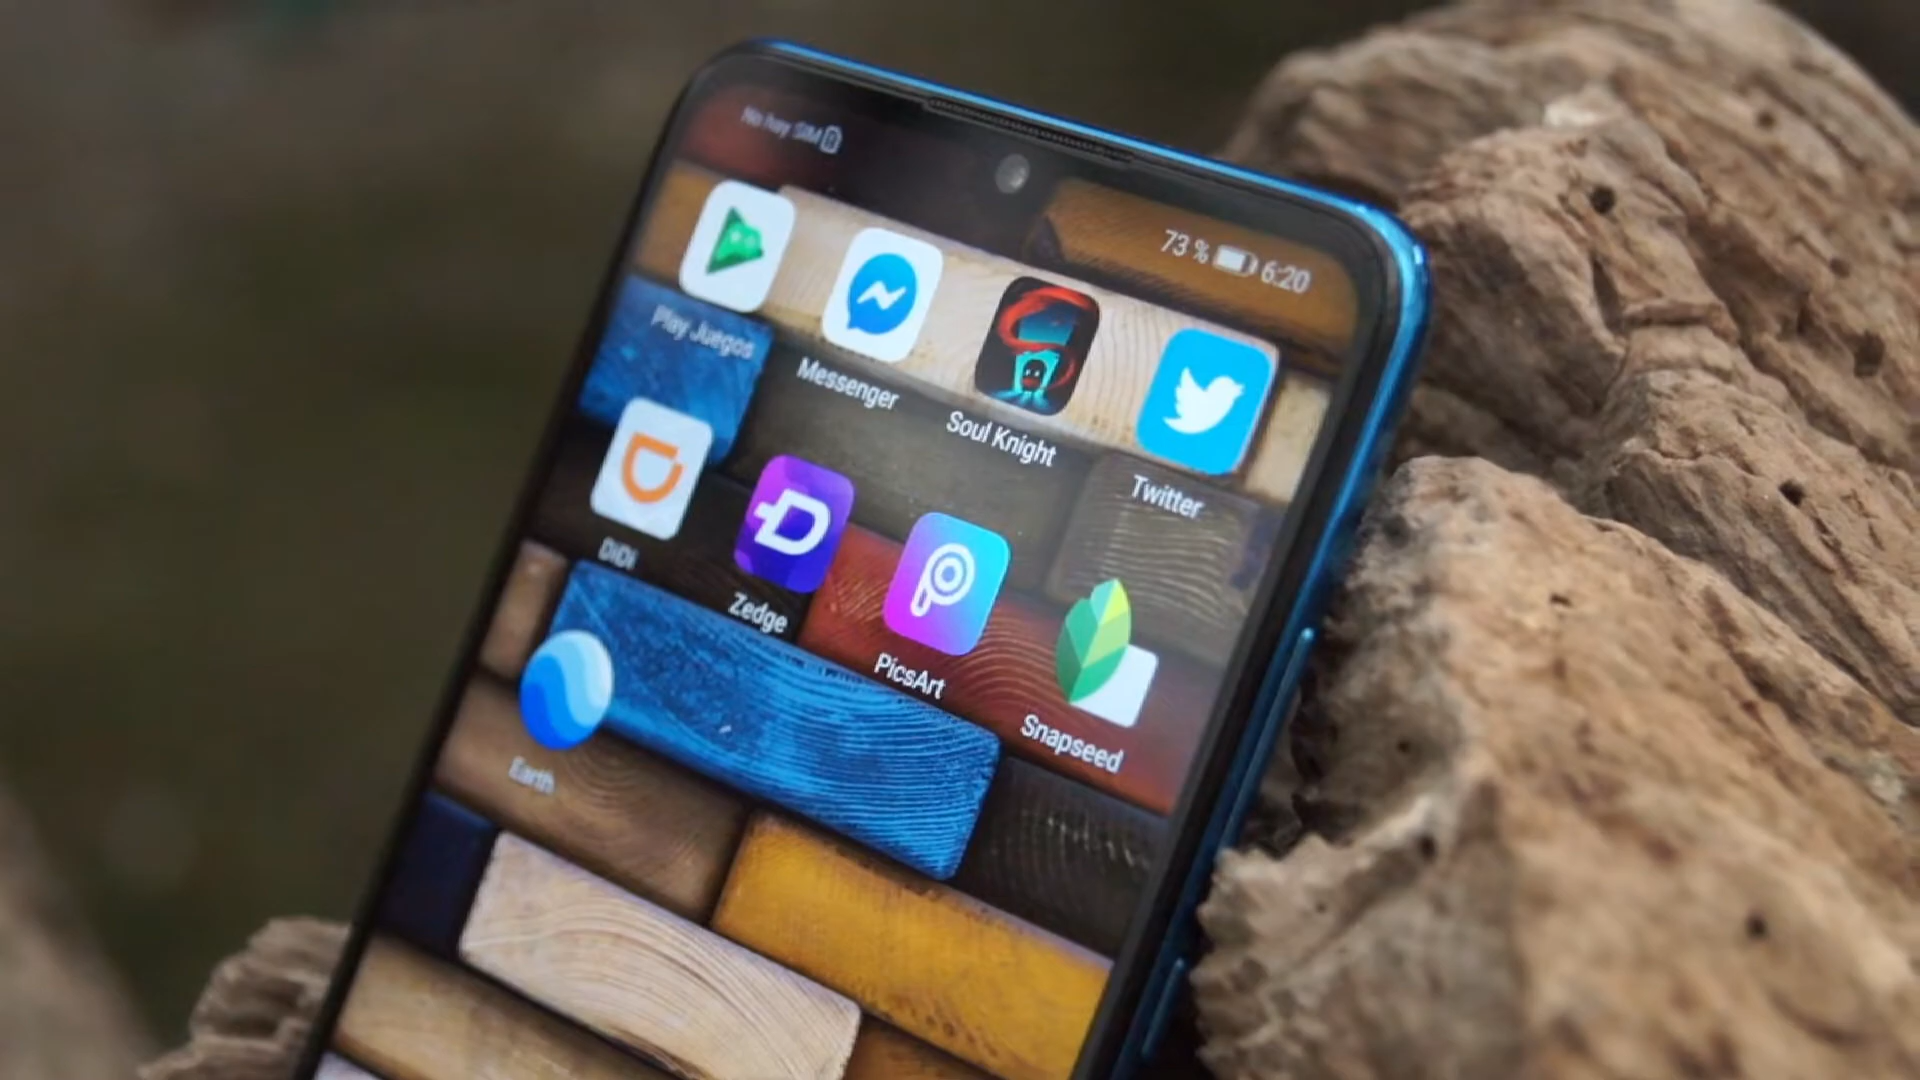 No hay SIM
73 % 6:20
Play Juegos
Messenger
Soul Knight
Twitter
DiDi
Zedge
PicsArt
Snapseed
Earth